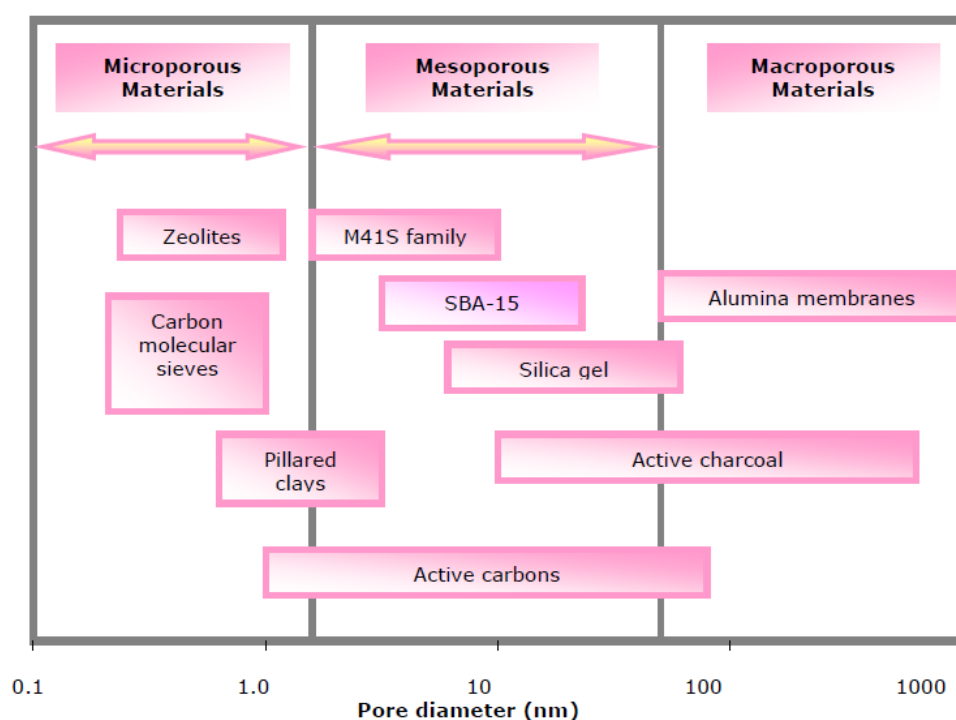 Microporous
Materials
Mesoporous
Materials
Macroporous
Materials
Zeolites
M41S family
SBA-15
Alumina membranes
Carbon
molecular
sieves
Silica gel
Pillared
clays
Active charcoal
Active carbons
0.1
1.0
10
100
1000
Pore diameter (nm)